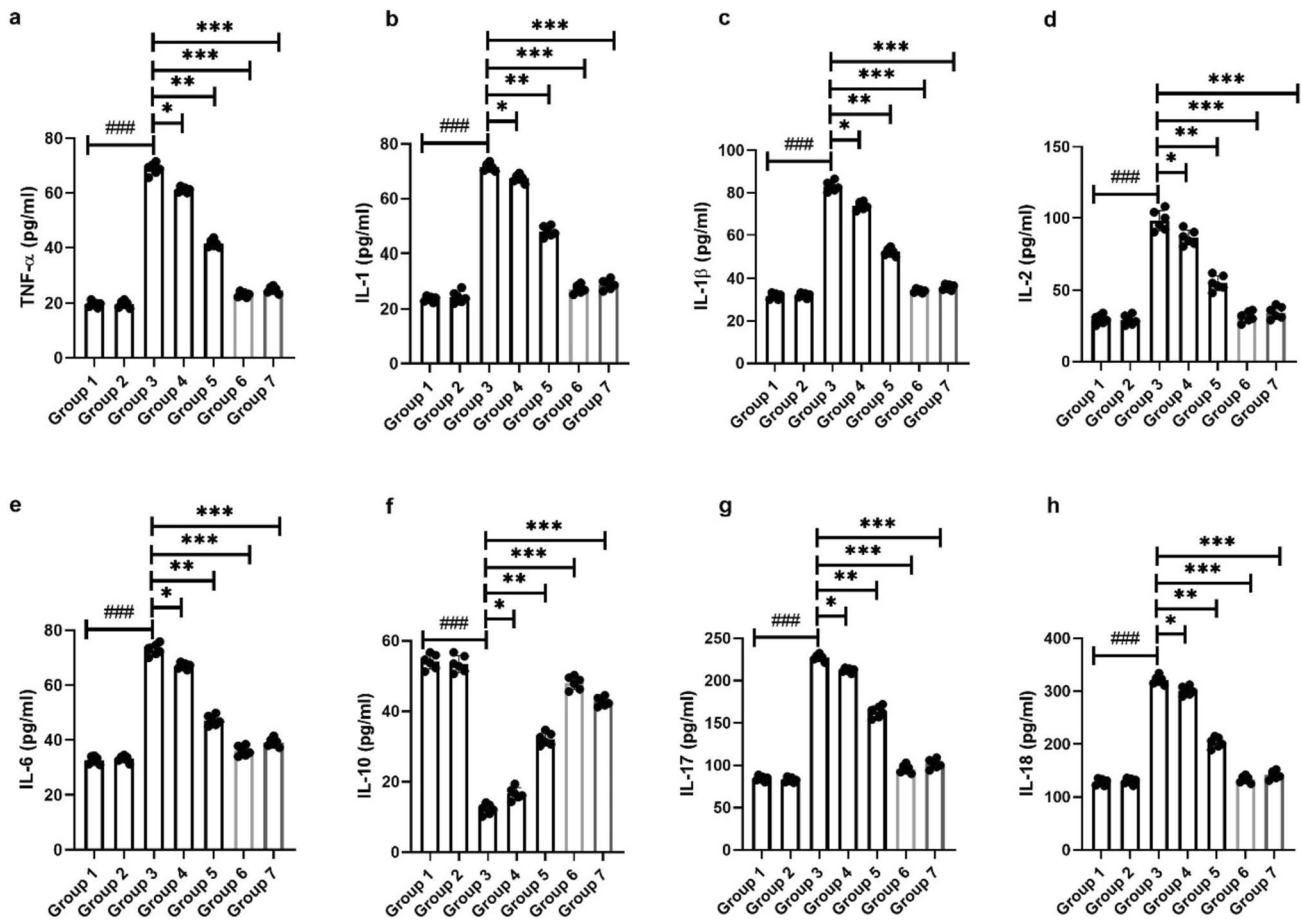 a
***
***
**
*
###
TNF-α (pg/ml)
80
60
40
20
0
Group 1
Group 2
Group 3
Group 4
Group 5
Group 6
Group 7
b
***
***
**
*
###
IL-1 (pg/ml)
80
60
40
20
0
Group 1
Group 2
Group 3
Group 4
Group 5
Group 6
Group 7
c
***
***
**
*
###
IL-1β (pg/ml)
100
80
60
40
20
0
Group 1
Group 2
Group 3
Group 4
Group 5
Group 6
Group 7
d
***
***
**
*
###
IL-2 (pg/ml)
150
100
50
0
Group 1
Group 2
Group 3
Group 4
Group 5
Group 6
Group 7
e
***
***
**
*
###
IL-6 (pg/ml)
80
60
40
20
0
Group 1
Group 2
Group 3
Group 4
Group 5
Group 6
Group 7
f
***
***
**
*
###
IL-10 (pg/ml)
60
40
20
0
Group 1
Group 2
Group 3
Group 4
Group 5
Group 6
Group 7
g
***
***
**
*
###
IL-17 (pg/ml)
250
200
150
100
50
0
Group 1
Group 2
Group 3
Group 4
Group 5
Group 6
Group 7
h
***
***
**
*
###
IL-18 (pg/ml)
400
300
200
100
0
Group 1
Group 2
Group 3
Group 4
Group 5
Group 6
Group 7